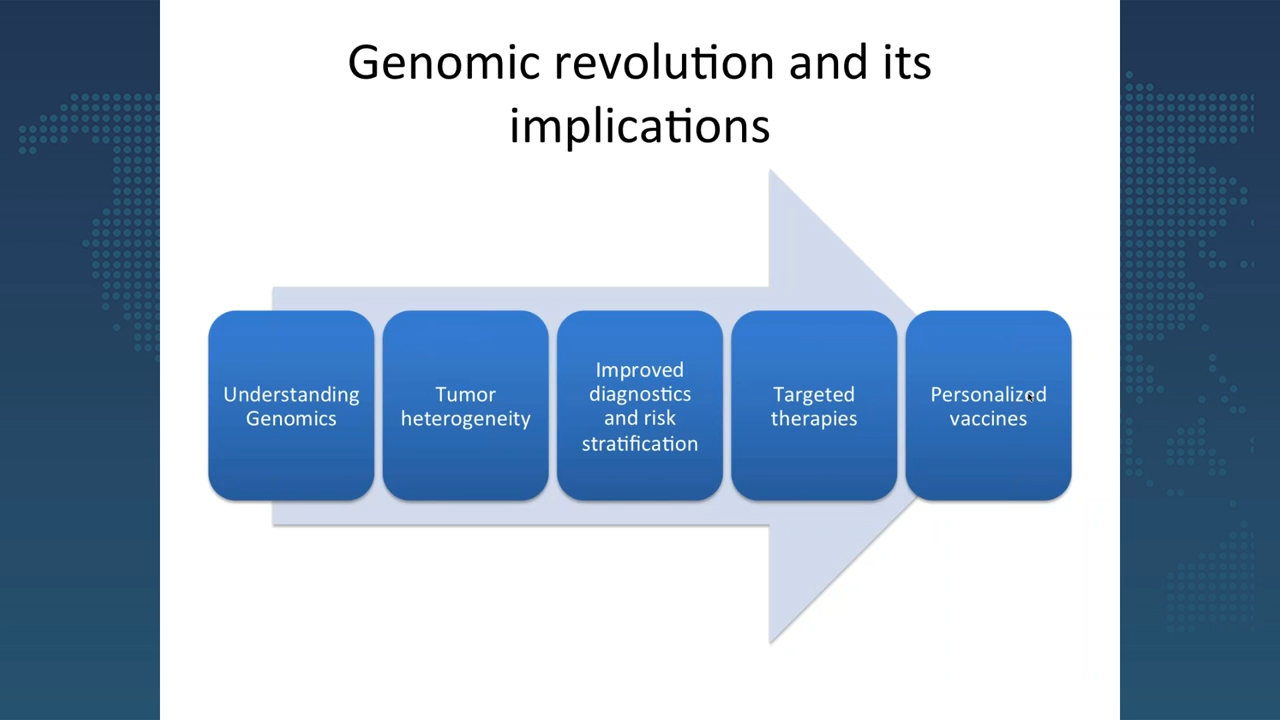 Genomic revolution and its
implications
Understanding
Genomics
Tumor
heterogeneity
Improved
diagnostics
and risk
stratification
Targeted
therapies
Personalized
vaccines